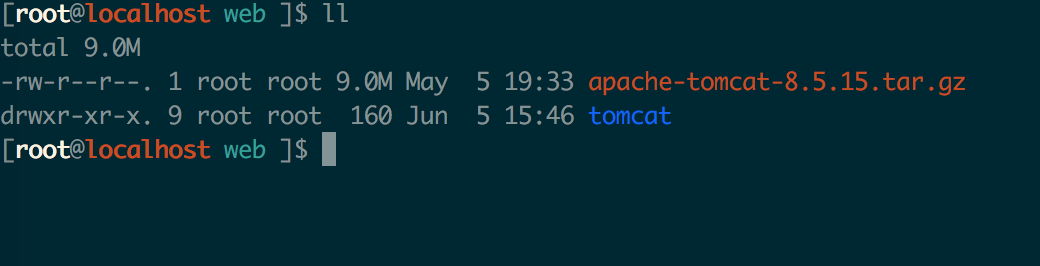 [root@localhost web ]$ ll
total 9.0M
-rw-r--r--. 1 root root 9.0M May  5 19:33 apache-tomcat-8.5.15.tar.gz
drwxr-xr-x. 9 root root  160 Jun  5 15:46 tomcat
[root@localhost web ]$